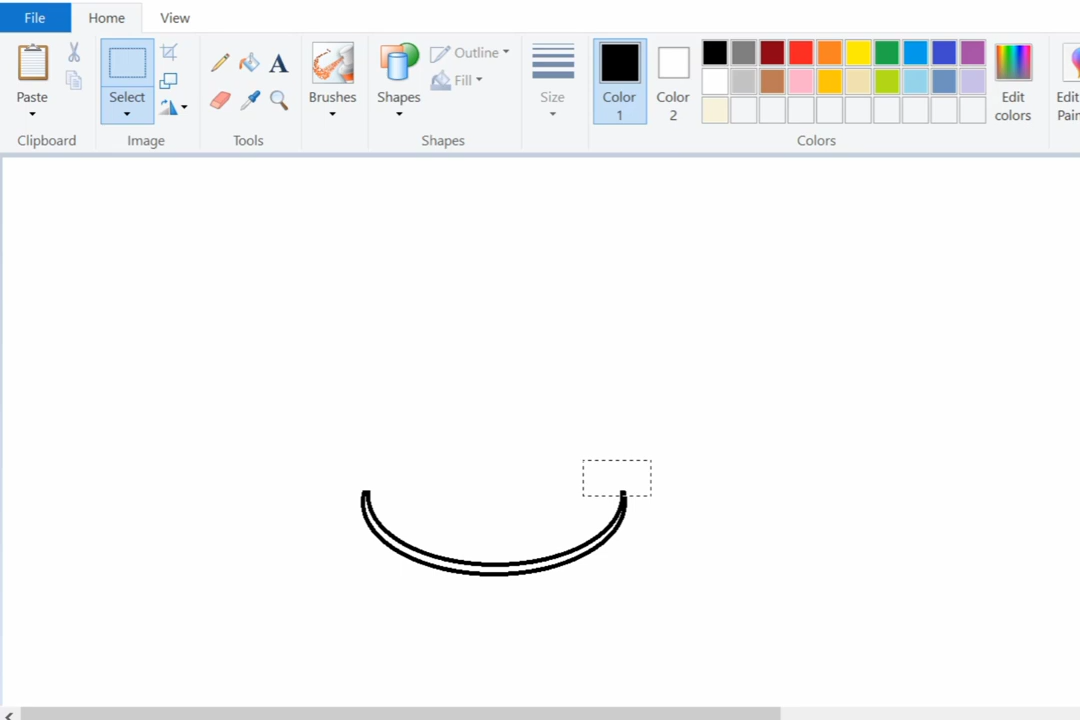 File Home View
Outline
Fill
Paste Select Brushes Shapes Size Color 1 Color 2 Edit colors Edit
A
Clipboard Image Tools Shapes Colors